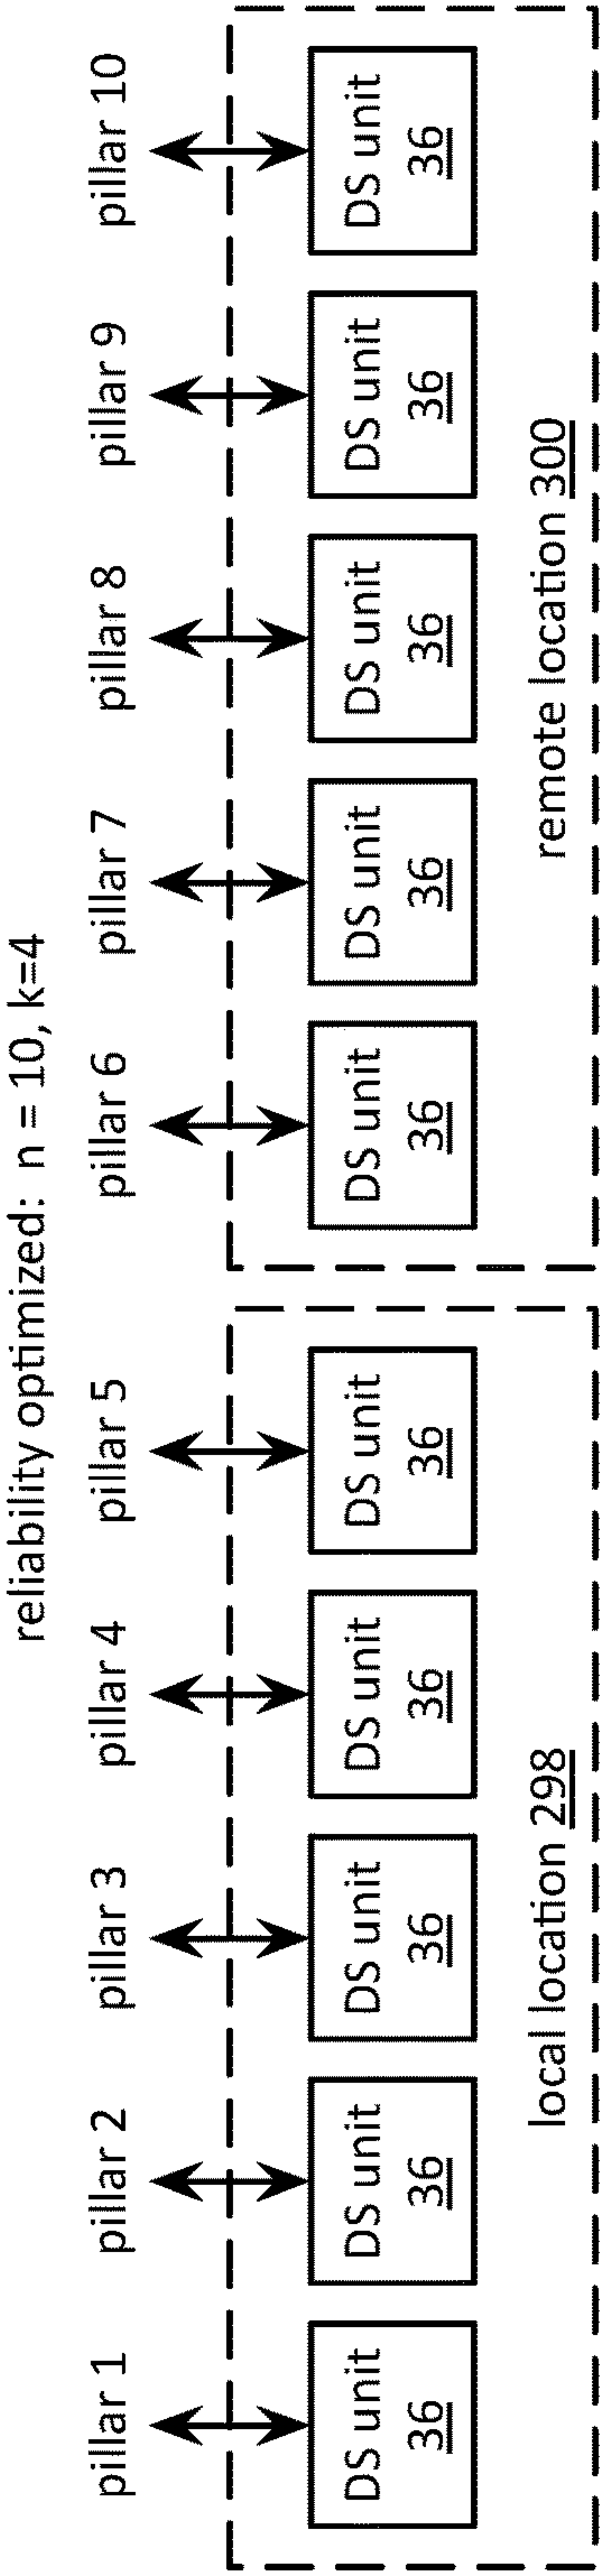 reliability optimized:  n = 10, k=4
pillar 1
pillar 2
pillar 3
pillar 4
pillar 5
pillar 6
pillar 7
pillar 8
pillar 9
pillar 10
DS unit
36
DS unit
36
DS unit
36
DS unit
36
DS unit
36
DS unit
36
DS unit
36
DS unit
36
DS unit
36
DS unit
36
local location 298
remote location 300